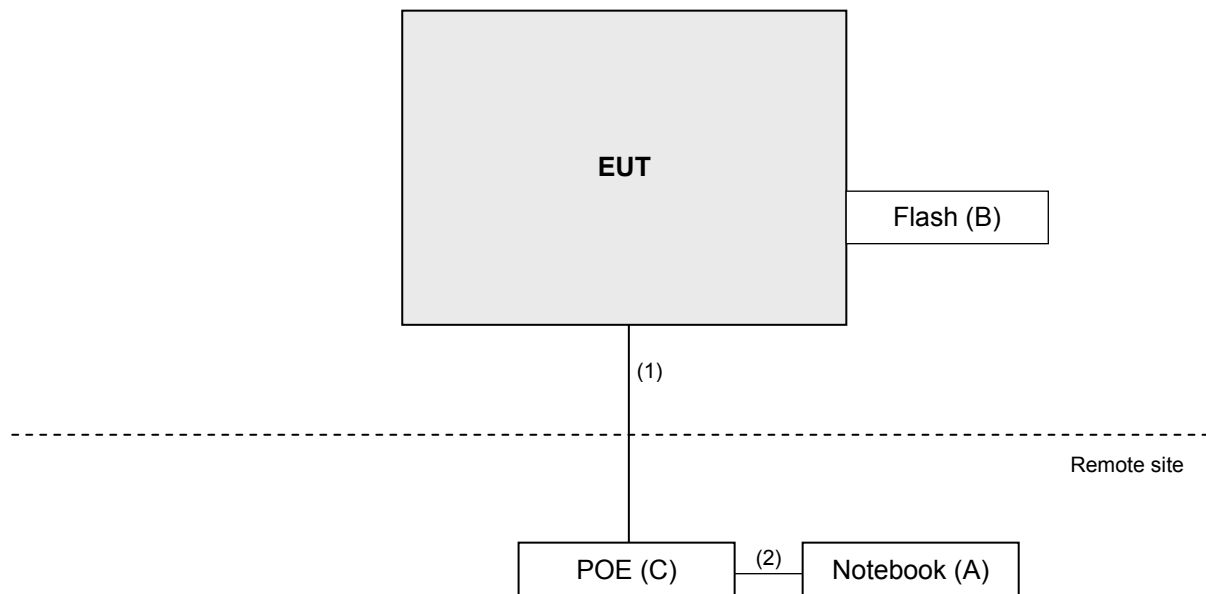 EUT
Flash (B)
(1)
Remote site
POE (C)
(2)
Notebook (A)